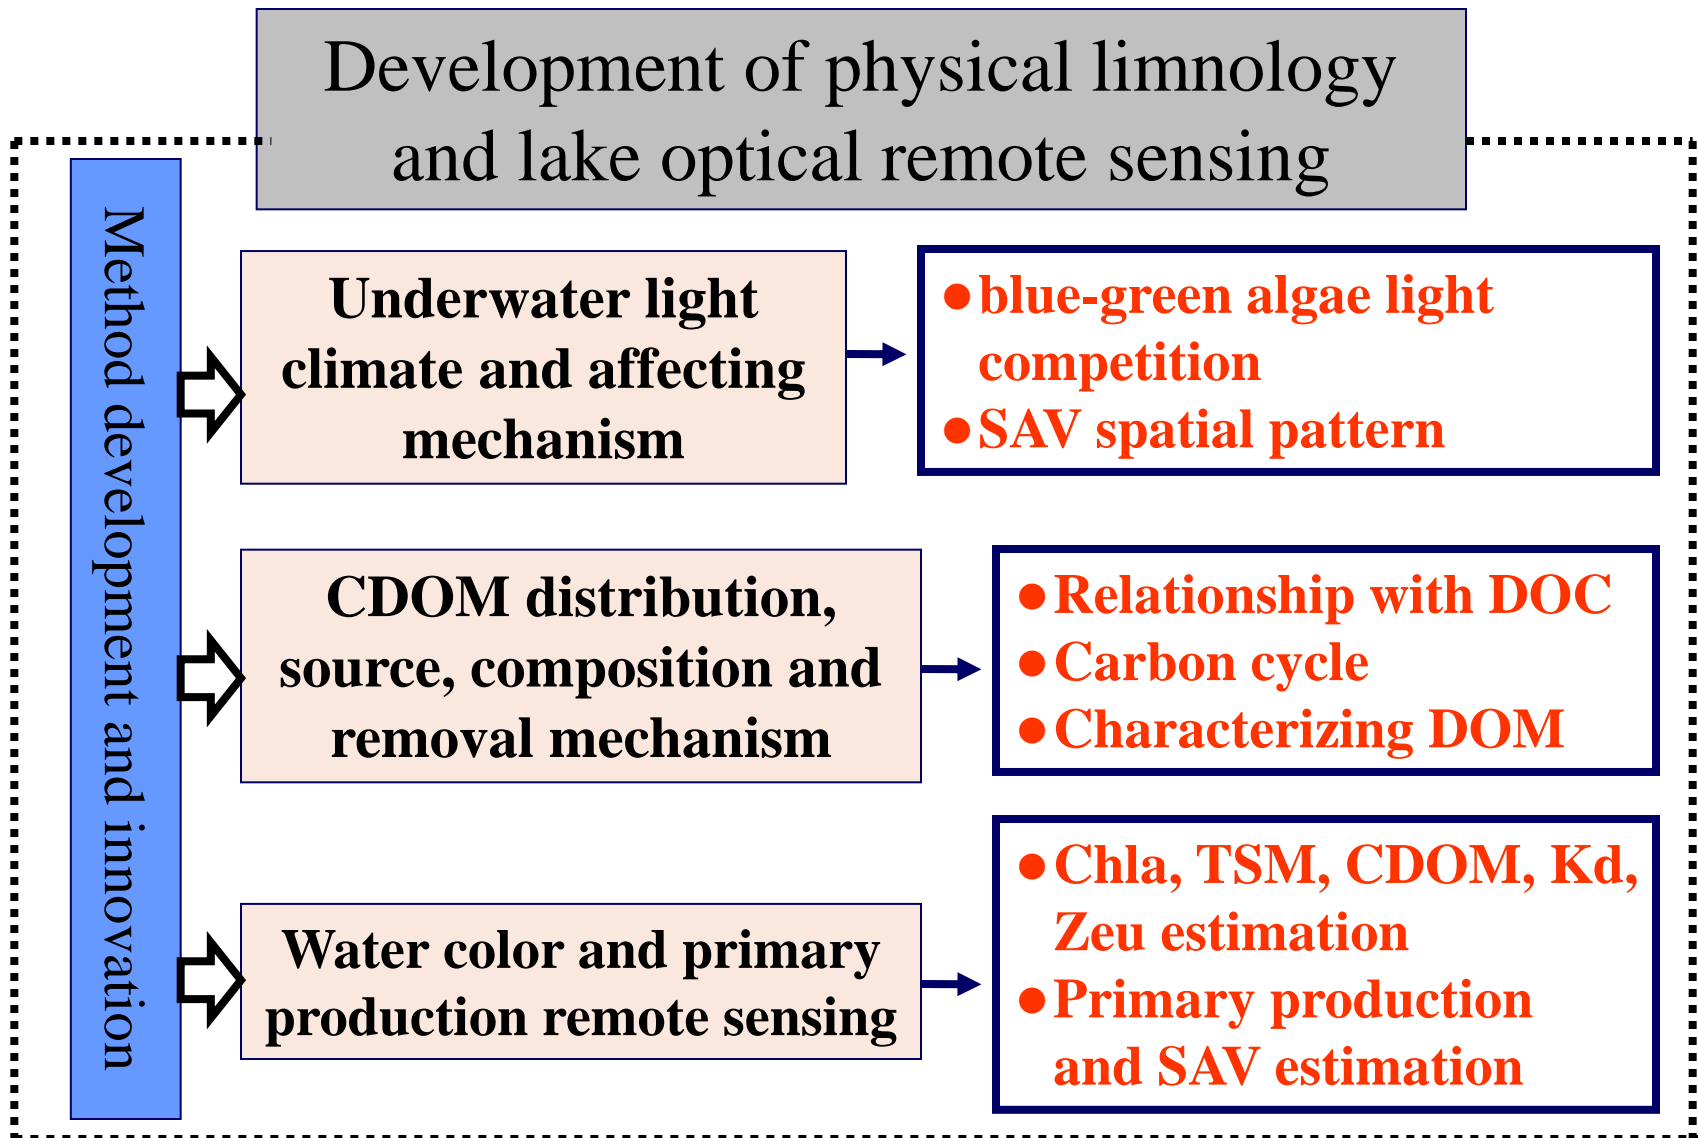 Development of physical limnology
and lake optical remote sensing
Method development and innovation
Underwater light
climate and affecting
mechanism
●blue-green algae light
competition
●SAV spatial pattern
CDOM distribution,
source, composition and
removal mechanism
●Relationship with DOC
●Carbon cycle
●Characterizing DOM
Water color and primary
production remote sensing
●Chla, TSM, CDOM, Kd,
Zeu estimation
●Primary production
and SAV estimation